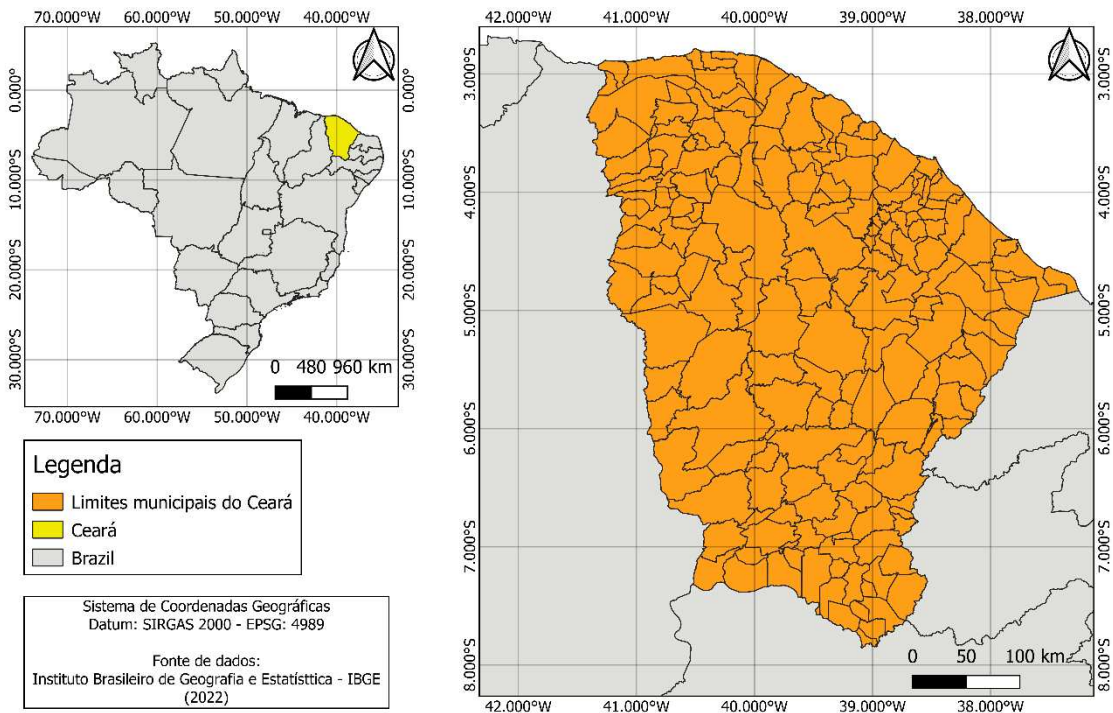 70.000°W 60.000°W 50.000°W 40.000°W
0.000°
10.000°S
20.000°S
30.000°S
0.000°
10.000°S
20.000°S
30.000°S
0 480 960 km
70.000°W 60.000°W 50.000°W 40.000°W
Legenda
Limites municipais do Ceará
Ceará
Brazil
Sistema de Coordenadas Geográficas
Datum: SIRGAS 2000 - EPSG: 4989
Fonte de dados:
Instituto Brasileiro de Geografia e Estatísttica - IBGE
(2022)
42.000°W 41.000°W 40.000°W 39.000°W 38.000°W
3.000°S
4.000°S
5.000°S
6.000°S
7.000°S
8.000°S
3.000°S
4.000°S
5.000°S
6.000°S
7.000°S
8.000°S
0 50 100 km
42.000°W 41.000°W 40.000°W 39.000°W 38.000°W